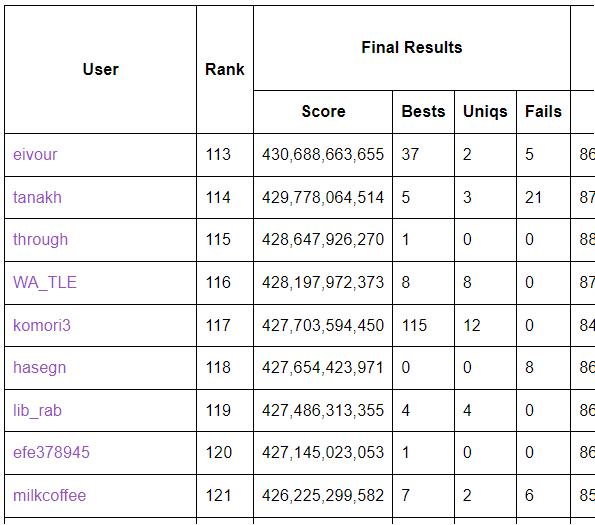 User Rank Final Results
Score Bests Uniqs Fails
eivour 113 430,688,663,655 37 2 5 86
tanakh 114 429,778,064,514 5 3 21 87
through 115 428,647,926,270 1 0 0 88
WA_TLE 116 428,197,972,373 8 8 0 87
komori3 117 427,703,594,450 115 12 0 84
hasegn 118 427,654,423,971 0 0 8 86
lib_rab 119 427,486,313,355 4 4 0 86
efe378945 120 427,145,023,053 1 0 0 86
milkcoffee 121 426,225,299,582 7 2 6 85